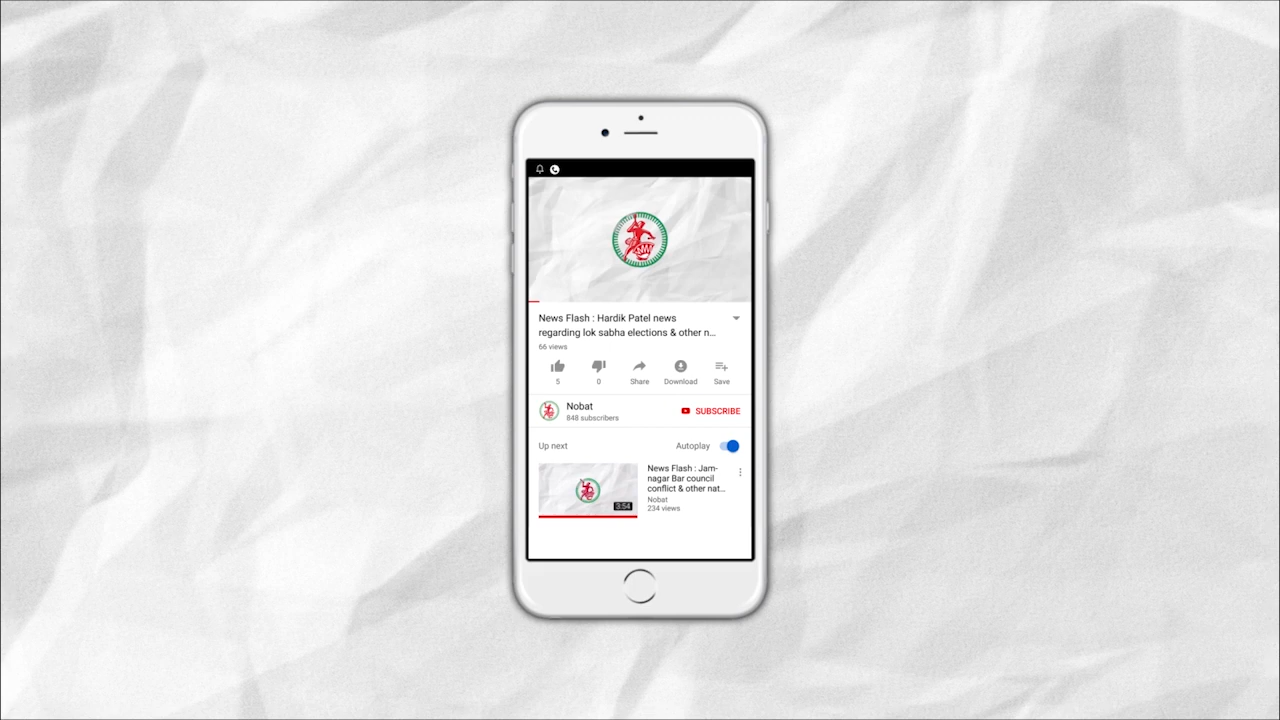 News Flash : Hardik Patel news
regarding lok sabha elections & other n...
66 views
5
0
Share
Download
Save
Nobat
848 subscribers
SUBSCRIBE
Up next
Autoplay
News Flash : Jam-
nagar Bar council
conflict & other nat...
Nobat
234 views
3:54